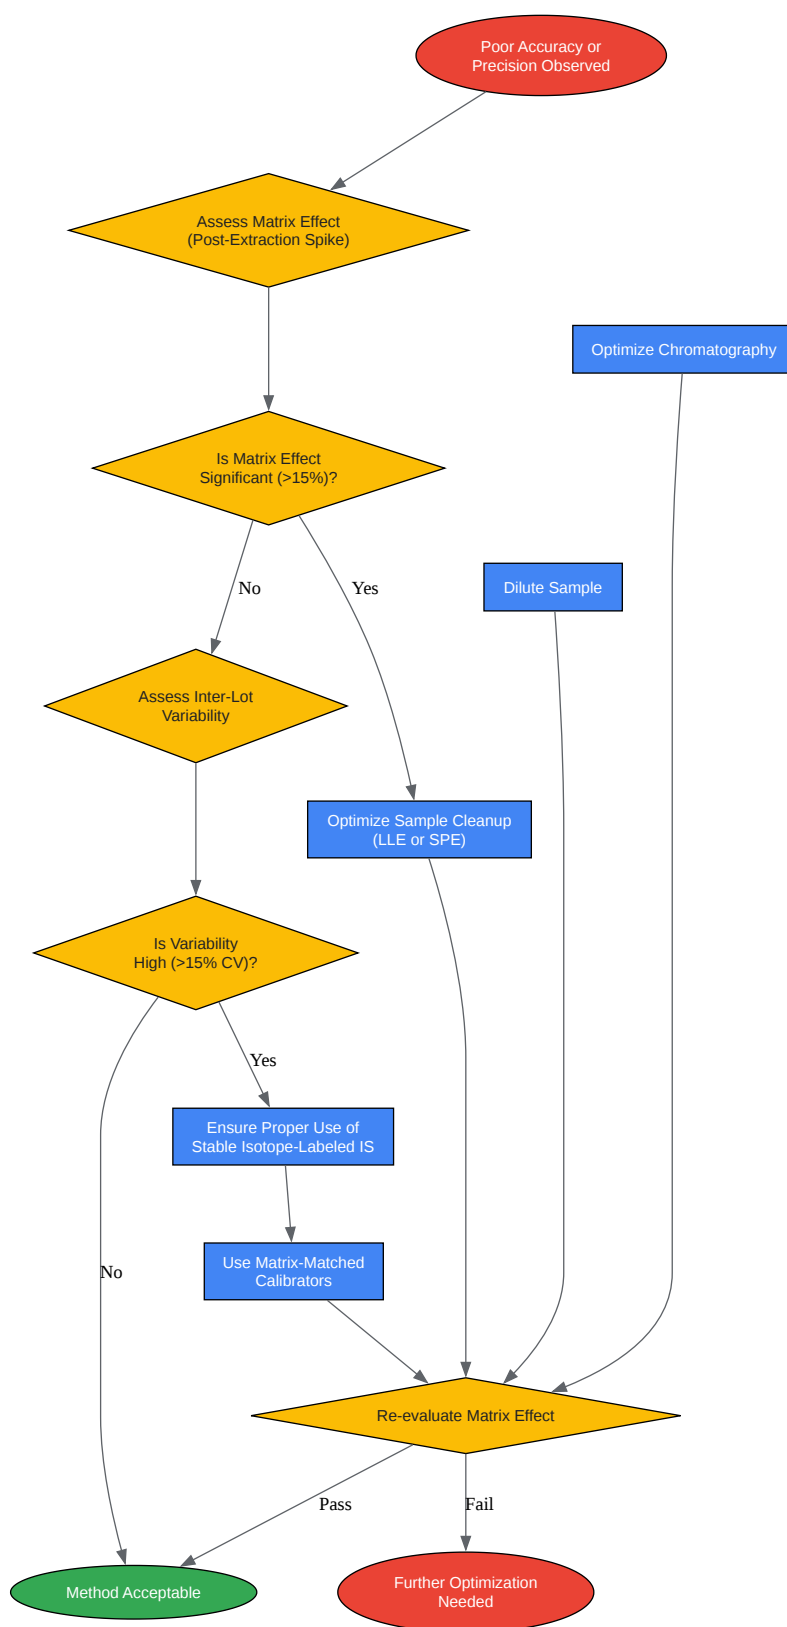 Poor Accuracy or
Precision Observed
Assess Matrix Effect
(Post-Extraction Spike)
Optimize Chromatography
Is Matrix Effect
Significant (>15%)?
No
Yes
Dilute Sample
Assess Inter-Lot
Variability
Optimize Sample Cleanup
(LLE or SPE)
Is Variability
High (>15% CV)?
Yes
Ensure Proper Use of
Stable Isotope-Labeled IS
Use Matrix-Matched
Calibrators
No
Re-evaluate Matrix Effect
Pass
Fail
Method Acceptable
Further Optimization
Needed